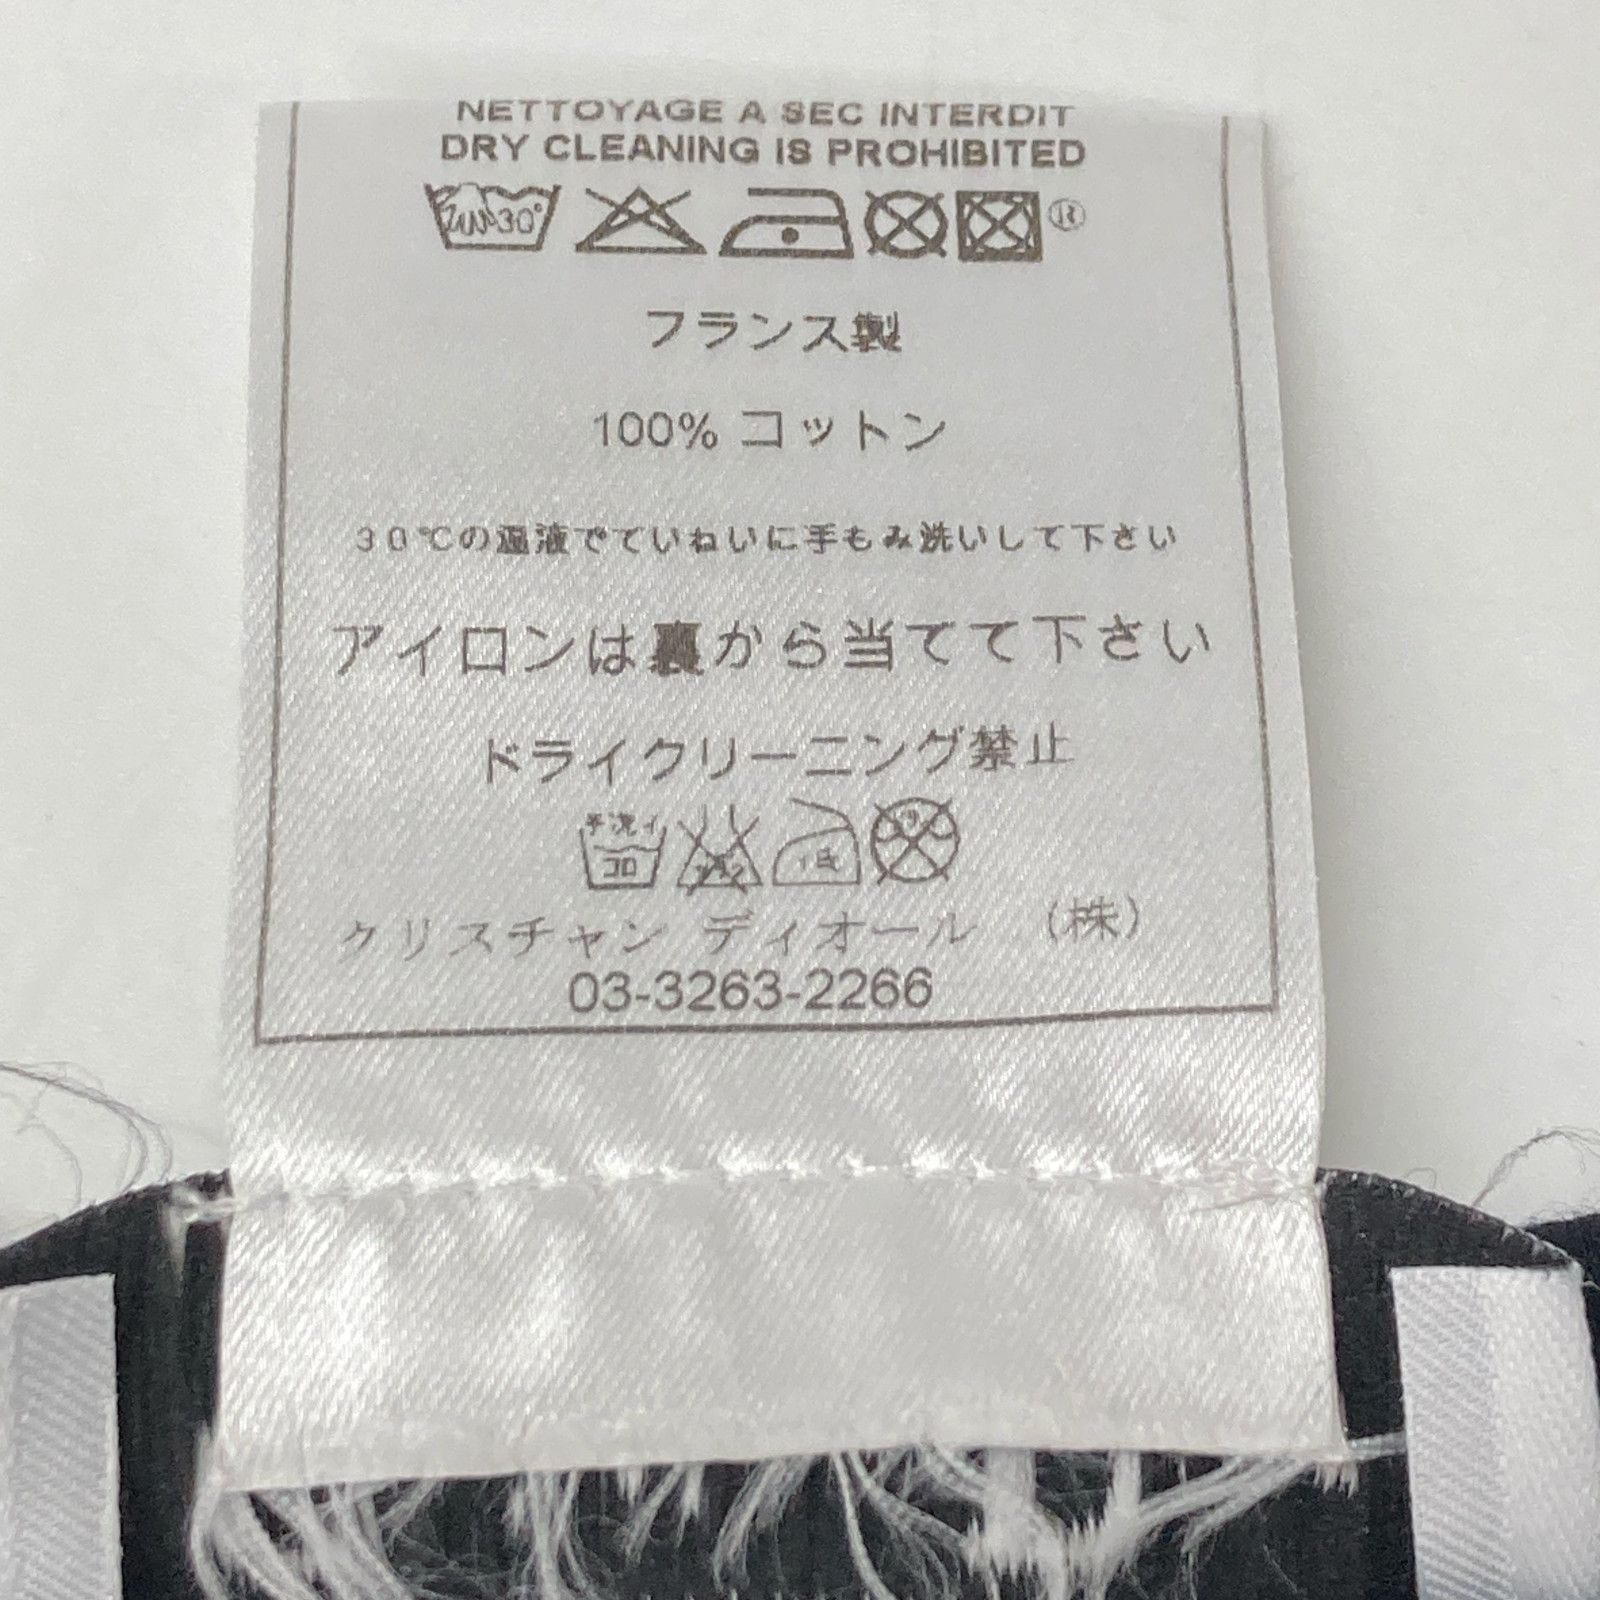 NETTOYAGE A SEC INTERDIT
DRY CLEANING IS PROHIBITED
30° ®
フランス製
100% コットン
30℃の温液でていねいに手もみ洗いして下さい
アイロンは裏から当てて下さい
ドライクリーニング禁止
手洗イ
30
クリスチャン ディオール (株)
03-3263-2266